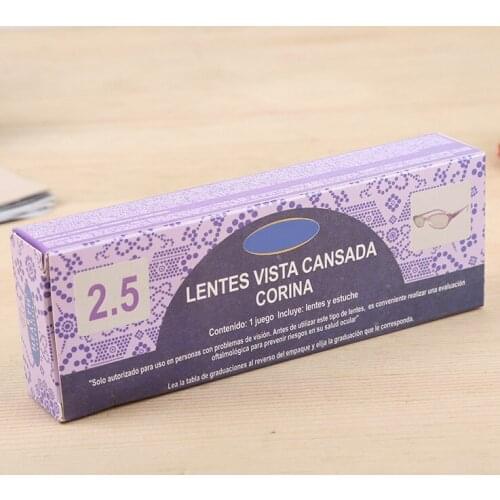 2.5
LENTES VISTA CANSADA
CORINA
Contenido: 1 juego Incluye: lentes y estuche
"Solo autorizado para uso en personas con problemas de visión. Antes de utilizar este tipo de lentes, es conveniente realizar una evaluación
oftalmológica para prevenir riesgos en su salud ocular"
Lea la tabla de graduaciones al reverso del empaque y elija la graduación que le corresponda.